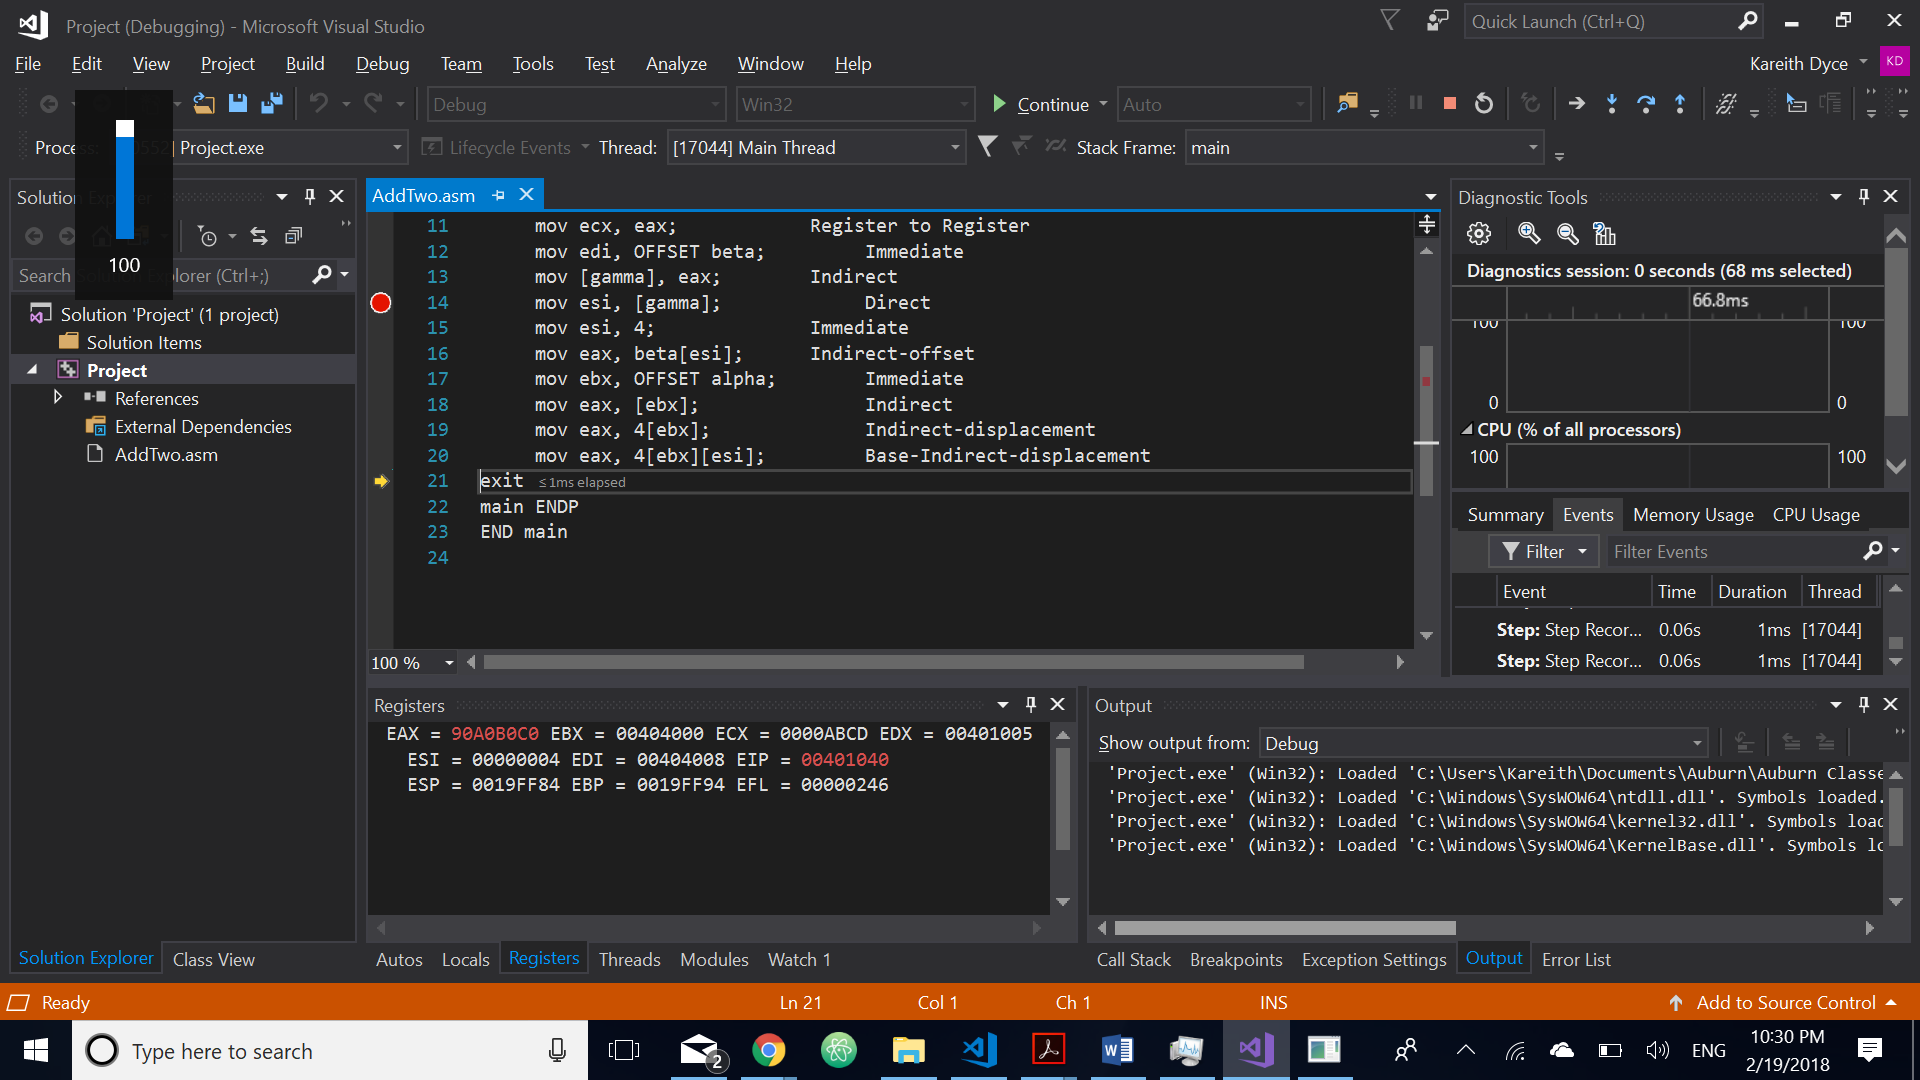 Project (Debugging) - Microsoft Visual Studio
Quick Launch (Ctrl+Q)
File Edit View Project Build Debug Team Tools Test Analyze Window Help
Kareith Dyce KD
Debug Win32 Continue Auto
Process: Project.exe Lifecycle Events Thread: [17044] Main Thread Stack Frame: main
Solution Explorer
100
Search Solution Explorer (Ctrl+;)
Solution 'Project' (1 project)
Solution Items
Project
References
External Dependencies
AddTwo.asm
Solution Explorer Class View
AddTwo.asm
11 mov ecx, eax; Register to Register
12 mov edi, OFFSET beta; Immediate
13 mov [gamma], eax; Indirect
14 mov esi, [gamma]; Direct
15 mov esi, 4; Immediate
16 mov eax, beta[esi]; Indirect-offset
17 mov ebx, OFFSET alpha; Immediate
18 mov eax, [ebx]; Indirect
19 mov eax, 4[ebx]; Indirect-displacement
20 mov eax, 4[ebx][esi]; Base-Indirect-displacement
21 exit ≤ 1ms elapsed
22 main ENDP
23 END main
24
100 %
Diagnostic Tools
Diagnostics session: 0 seconds (68 ms selected)
66.8ms
100 100
0 0
CPU (% of all processors)
100 100
Summary Events Memory Usage CPU Usage
Filter Filter Events
Event Time Duration Thread
Step: Step Recor... 0.06s 1ms [17044]
Step: Step Recor... 0.06s 1ms [17044]
Registers
EAX = 90A0B0C0 EBX = 00404000 ECX = 0000ABCD EDX = 00401005
ESI = 00000004 EDI = 00404008 EIP = 00401040
ESP = 0019FF84 EBP = 0019FF94 EFL = 00000246
Autos Locals Registers Threads Modules Watch 1
Output
Show output from: Debug
'Project.exe' (Win32): Loaded 'C:\Users\Kareith\Documents\Auburn\Auburn Classe
'Project.exe' (Win32): Loaded 'C:\Windows\SysWOW64\ntdll.dll'. Symbols loaded.
'Project.exe' (Win32): Loaded 'C:\Windows\SysWOW64\kernel32.dll'. Symbols load
'Project.exe' (Win32): Loaded 'C:\Windows\SysWOW64\KernelBase.dll'. Symbols lo
Call Stack Breakpoints Exception Settings Output Error List
Ready Ln 21 Col 1 Ch 1 INS Add to Source Control
Type here to search
2
ENG
10:30 PM
2/19/2018